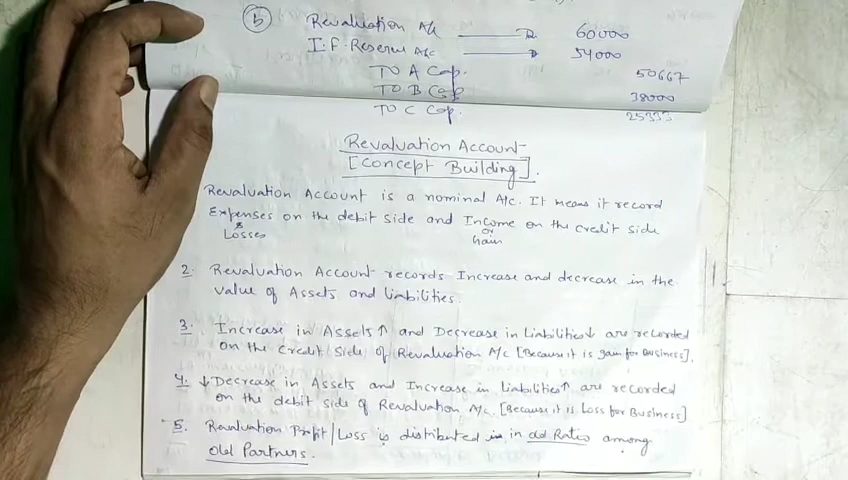 b Revaluation A/c Dr 60000
I.F. Reserve A/c Dr 54000
To A Cap. 50667
To B Cap 38000
To C Cap. 25333
Revaluation Account
[Concept Building].
Revaluation Account is a nominal A/c. It means it record
Expenses on the debit side and Income on the credit side
& or
Losses Gain
2. Revaluation Account records Increase and decrease in the
value of Assets and liabilities.
3. Increase in Assets↑ and Decrease in Liabilities↓ are recorded
on the credit side of Revaluation A/c [Because it is gain for Business].
4. ↓Decrease in Assets and Increase in liabilities↑ are recorded
on the debit side of Revaluation A/c. [Because it is Loss for Business]
5. Revaluation Profit/Loss is distributed in old Ratio among
old Partners.